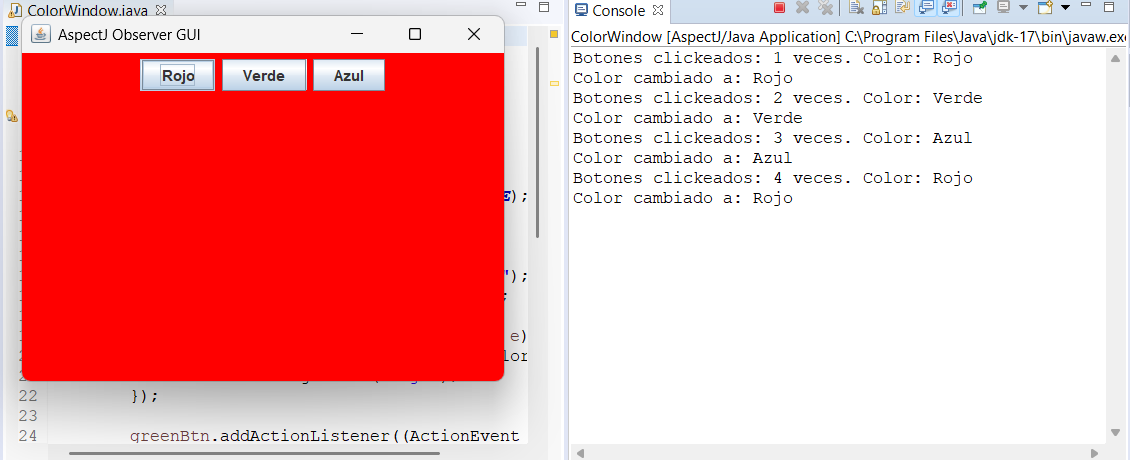 ColorWindow.java
AspectJ Observer GUI
Rojo Verde Azul
E);
");
;
e)
lor
22 });
23
24 greenBtn.addActionListener((ActionEvent
Console
ColorWindow [AspectJ/Java Application] C:\Program Files\Java\jdk-17\bin\javaw.exe
Botones clickeados: 1 veces. Color: Rojo
Color cambiado a: Rojo
Botones clickeados: 2 veces. Color: Verde
Color cambiado a: Verde
Botones clickeados: 3 veces. Color: Azul
Color cambiado a: Azul
Botones clickeados: 4 veces. Color: Rojo
Color cambiado a: Rojo